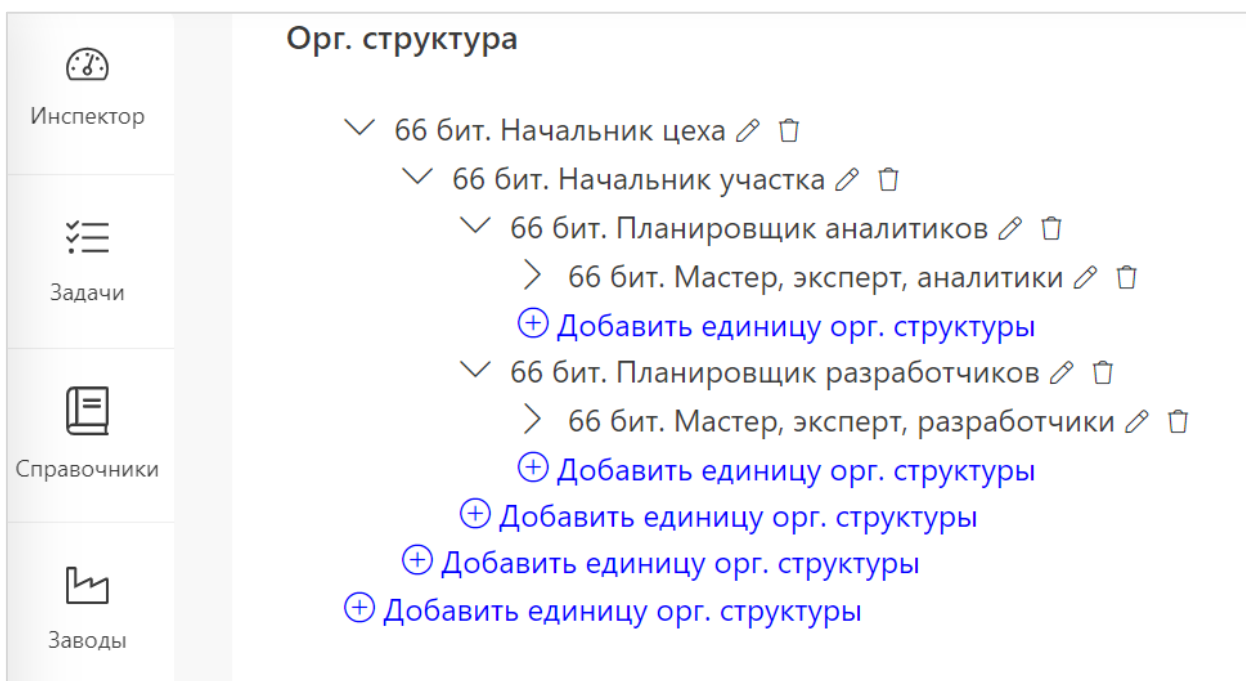 Орг. структура
Инспектор
Задачи
Справочники
Заводы
66 бит. Начальник цеха
66 бит. Начальник участка
66 бит. Планировщик аналитиков
66 бит. Мастер, эксперт, аналитики
Добавить единицу орг. структуры
66 бит. Планировщик разработчиков
66 бит. Мастер, эксперт, разработчики
Добавить единицу орг. структуры
Добавить единицу орг. структуры
Добавить единицу орг. структуры
Добавить единицу орг. структуры